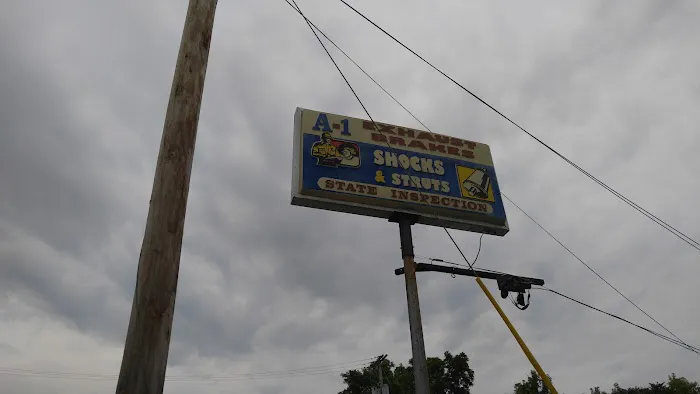 A-1 EXHAUST
BRAKES
SHOCKS
& STRUTS
STATE INSPECTION